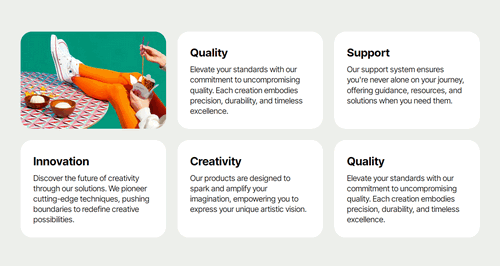 Quality
Elevate your standards with our
commitment to uncompromising
quality. Each creation embodies
precision, durability, and timeless
excellence.
Support
Our support system ensures
you're never alone on your journey,
offering guidance, resources, and
solutions when you need them.
Innovation
Discover the future of creativity
through our solutions. We pioneer
cutting-edge techniques, pushing
boundaries to redefine creative
possibilities.
Creativity
Our products are designed to
spark and amplify your
imagination, empowering you to
express your unique artistic vision.
Quality
Elevate your standards with our
commitment to uncompromising
quality. Each creation embodies
precision, durability, and timeless
excellence.